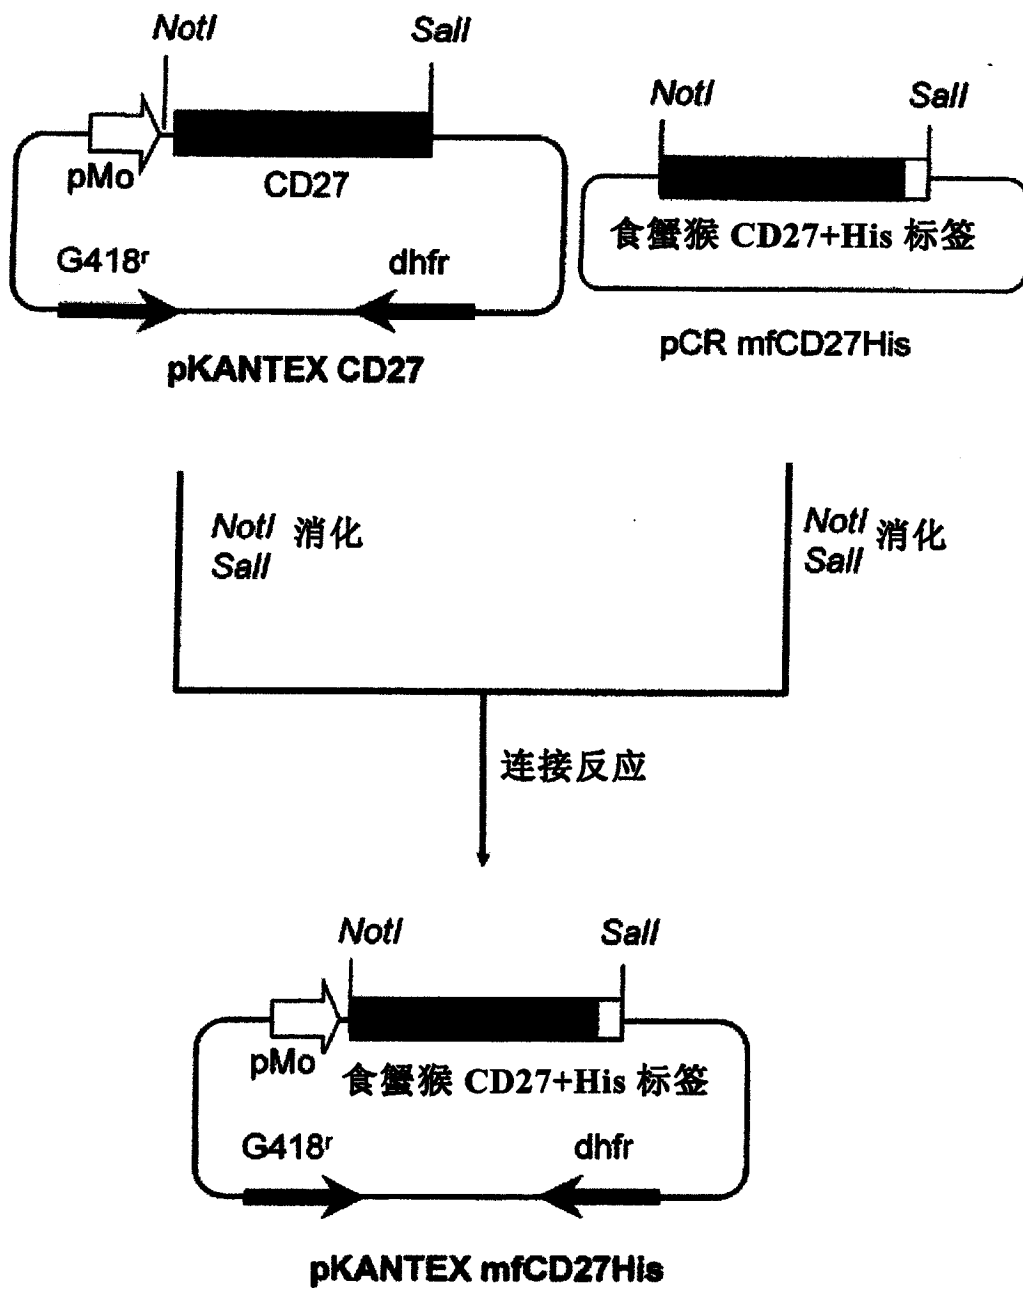 NotI
SalI
pMo
CD27
G418r
dhfr
pKANTEX CD27
NotI
SalI
食蟹猴 CD27+His 标签
pCR mfCD27His
NotI 消化
SalI
NotI 消化
SalI
连接反应
NotI
SalI
pMo
食蟹猴 CD27+His 标签
G418r
dhfr
pKANTEX mfCD27His